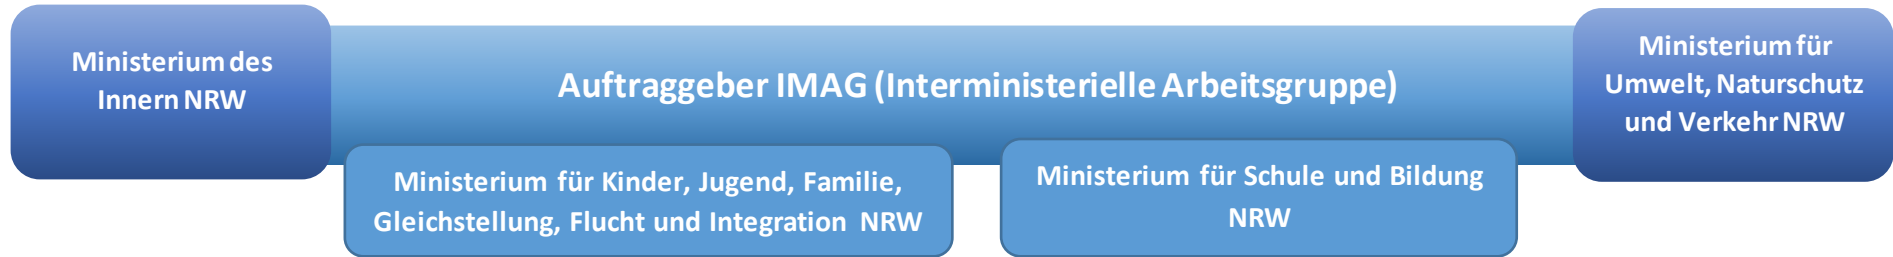 Ministerium des
Innern NRW
Auftraggeber IMAG (Interministerielle Arbeitsgruppe)
Ministerium für
Umwelt, Naturschutz
und Verkehr NRW
Ministerium für Kinder, Jugend, Familie,
Gleichstellung, Flucht und Integration NRW
Ministerium für Schule und Bildung
NRW